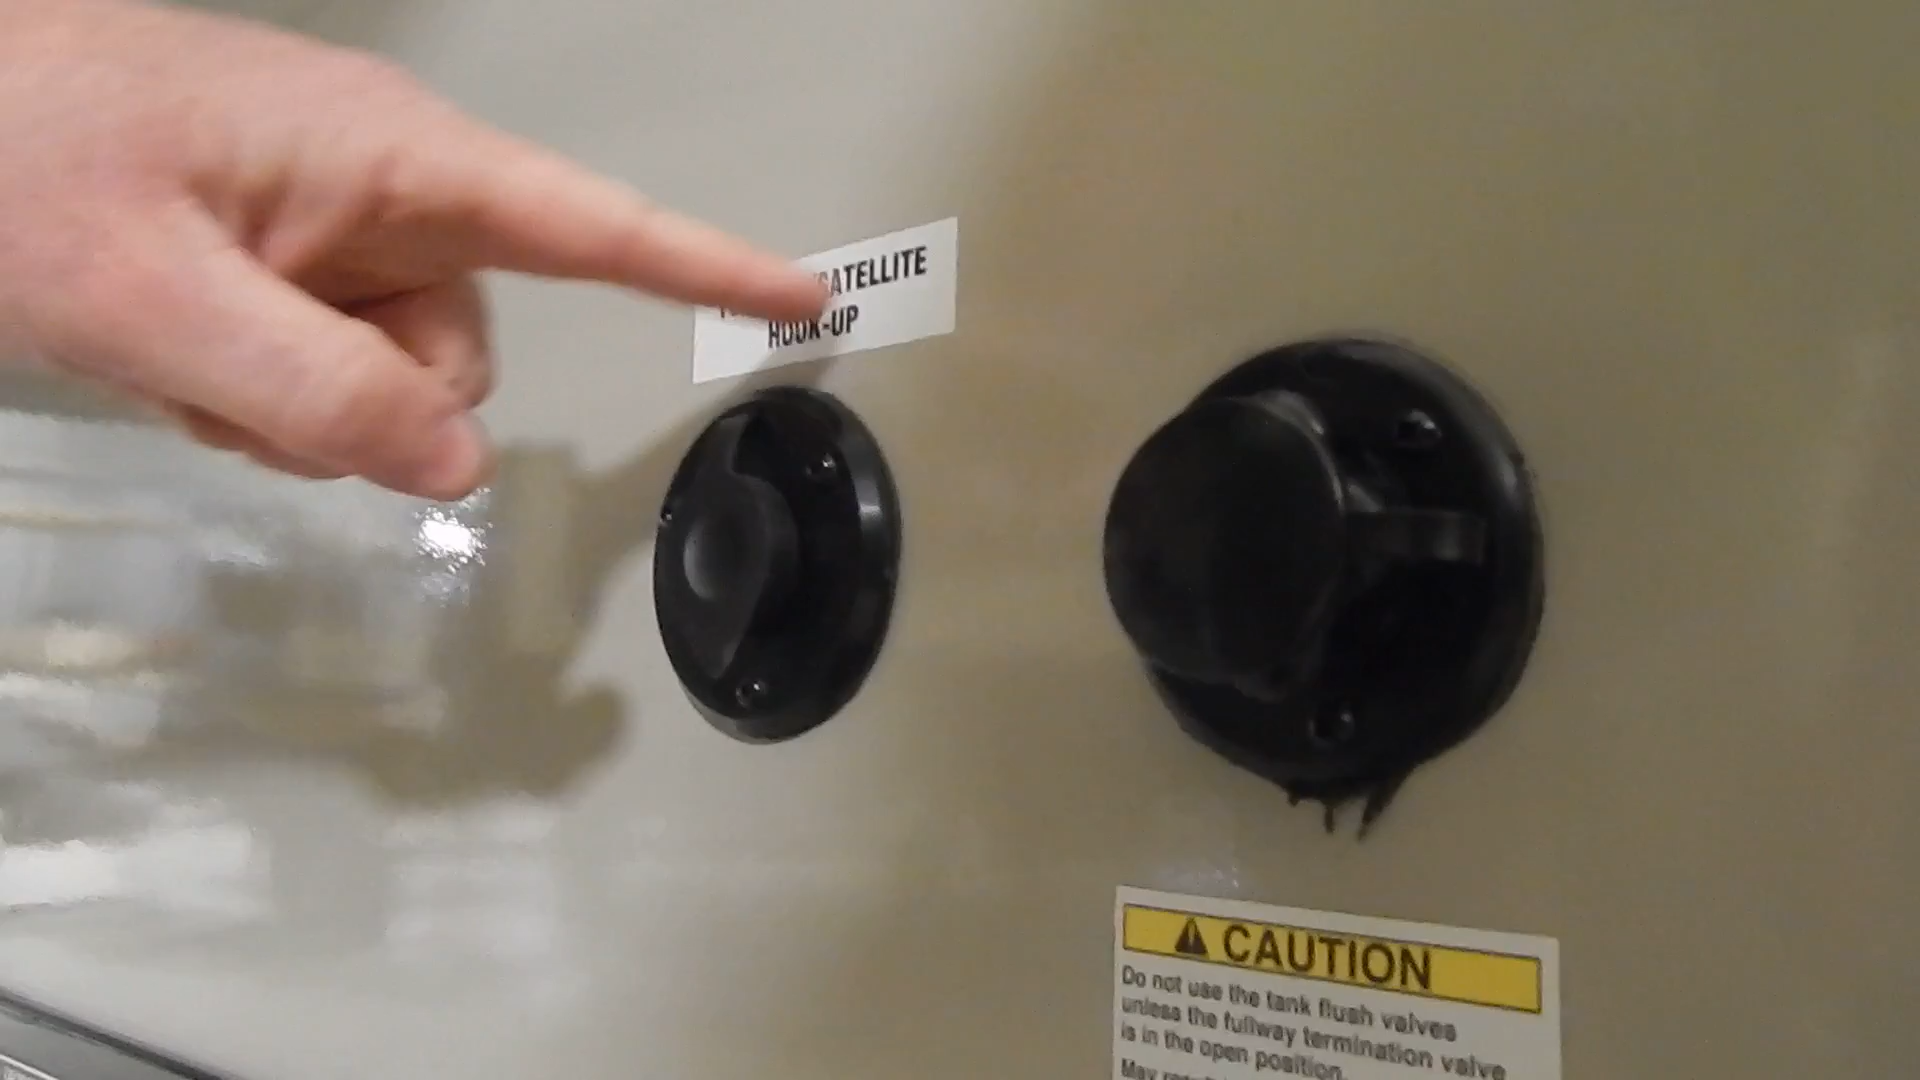 SATELLITE
HOOK-UP
CAUTION
Do not use the tank flush valves
unless the fullway termination valve
is in the open position.
May